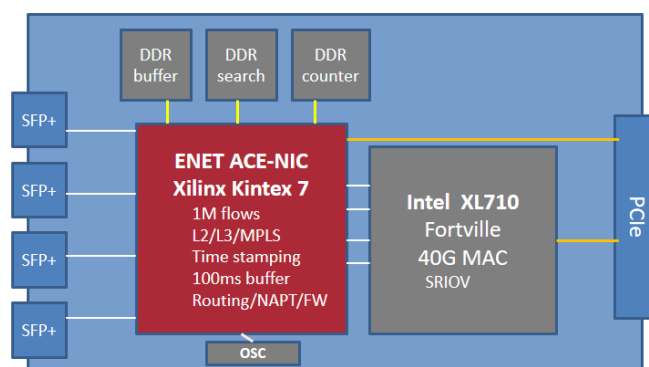 DDR
buffer
DDR
search
DDR
counter
SFP+
SFP+
SFP+
SFP+
ENET ACE-NIC
Xilinx Kintex 7
1M flows
L2/L3/MPLS
Time stamping
100ms buffer
Routing/NAPT/FW
Intel XL710
Fortville
40G MAC
SRIOV
PCIe
OSC